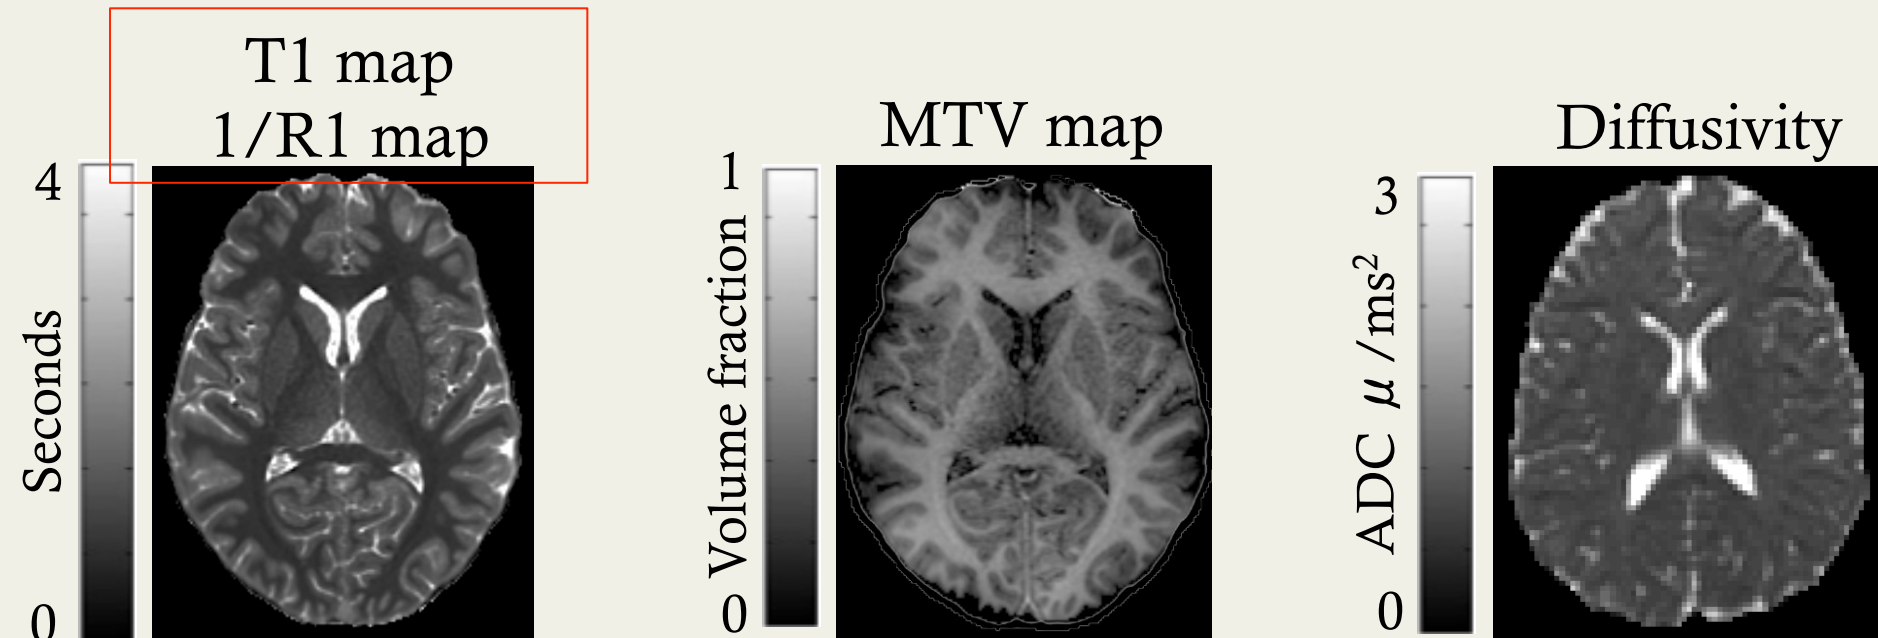 T1 map
1/R1 map
4
Seconds
0
MTV map
1
Volume fraction
0
Diffusivity
3
ADC μ/ms²
0